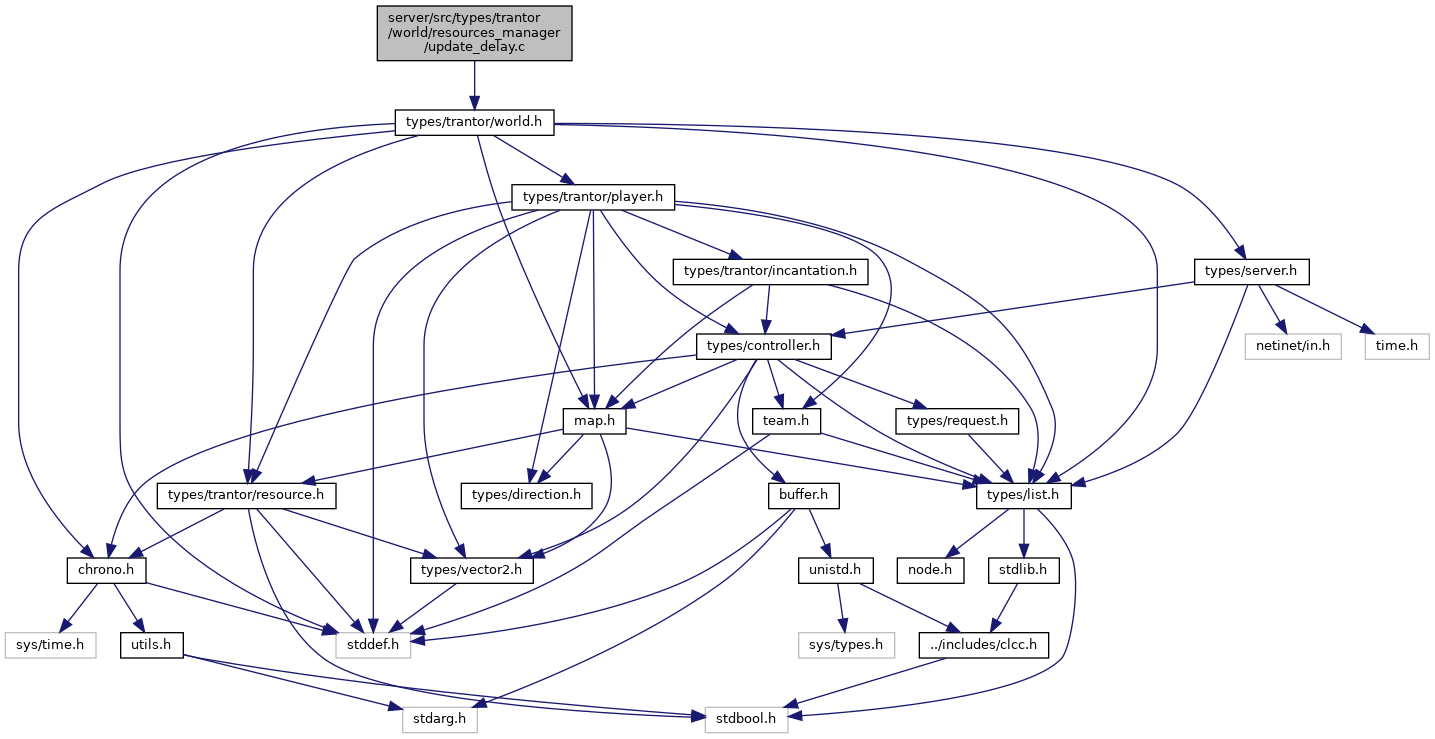 server/src/types/trantor
/world/resources_manager
/update_delay.c
types/trantor/world.h
types/trantor/player.h
types/trantor/incantation.h
types/server.h
types/controller.h
netinet/in.h
time.h
map.h
team.h
types/request.h
types/trantor/resource.h
types/direction.h
buffer.h
types/list.h
chrono.h
types/vector2.h
unistd.h
node.h
stdlib.h
sys/time.h
utils.h
stddef.h
sys/types.h
../includes/clcc.h
stdarg.h
stdbool.h